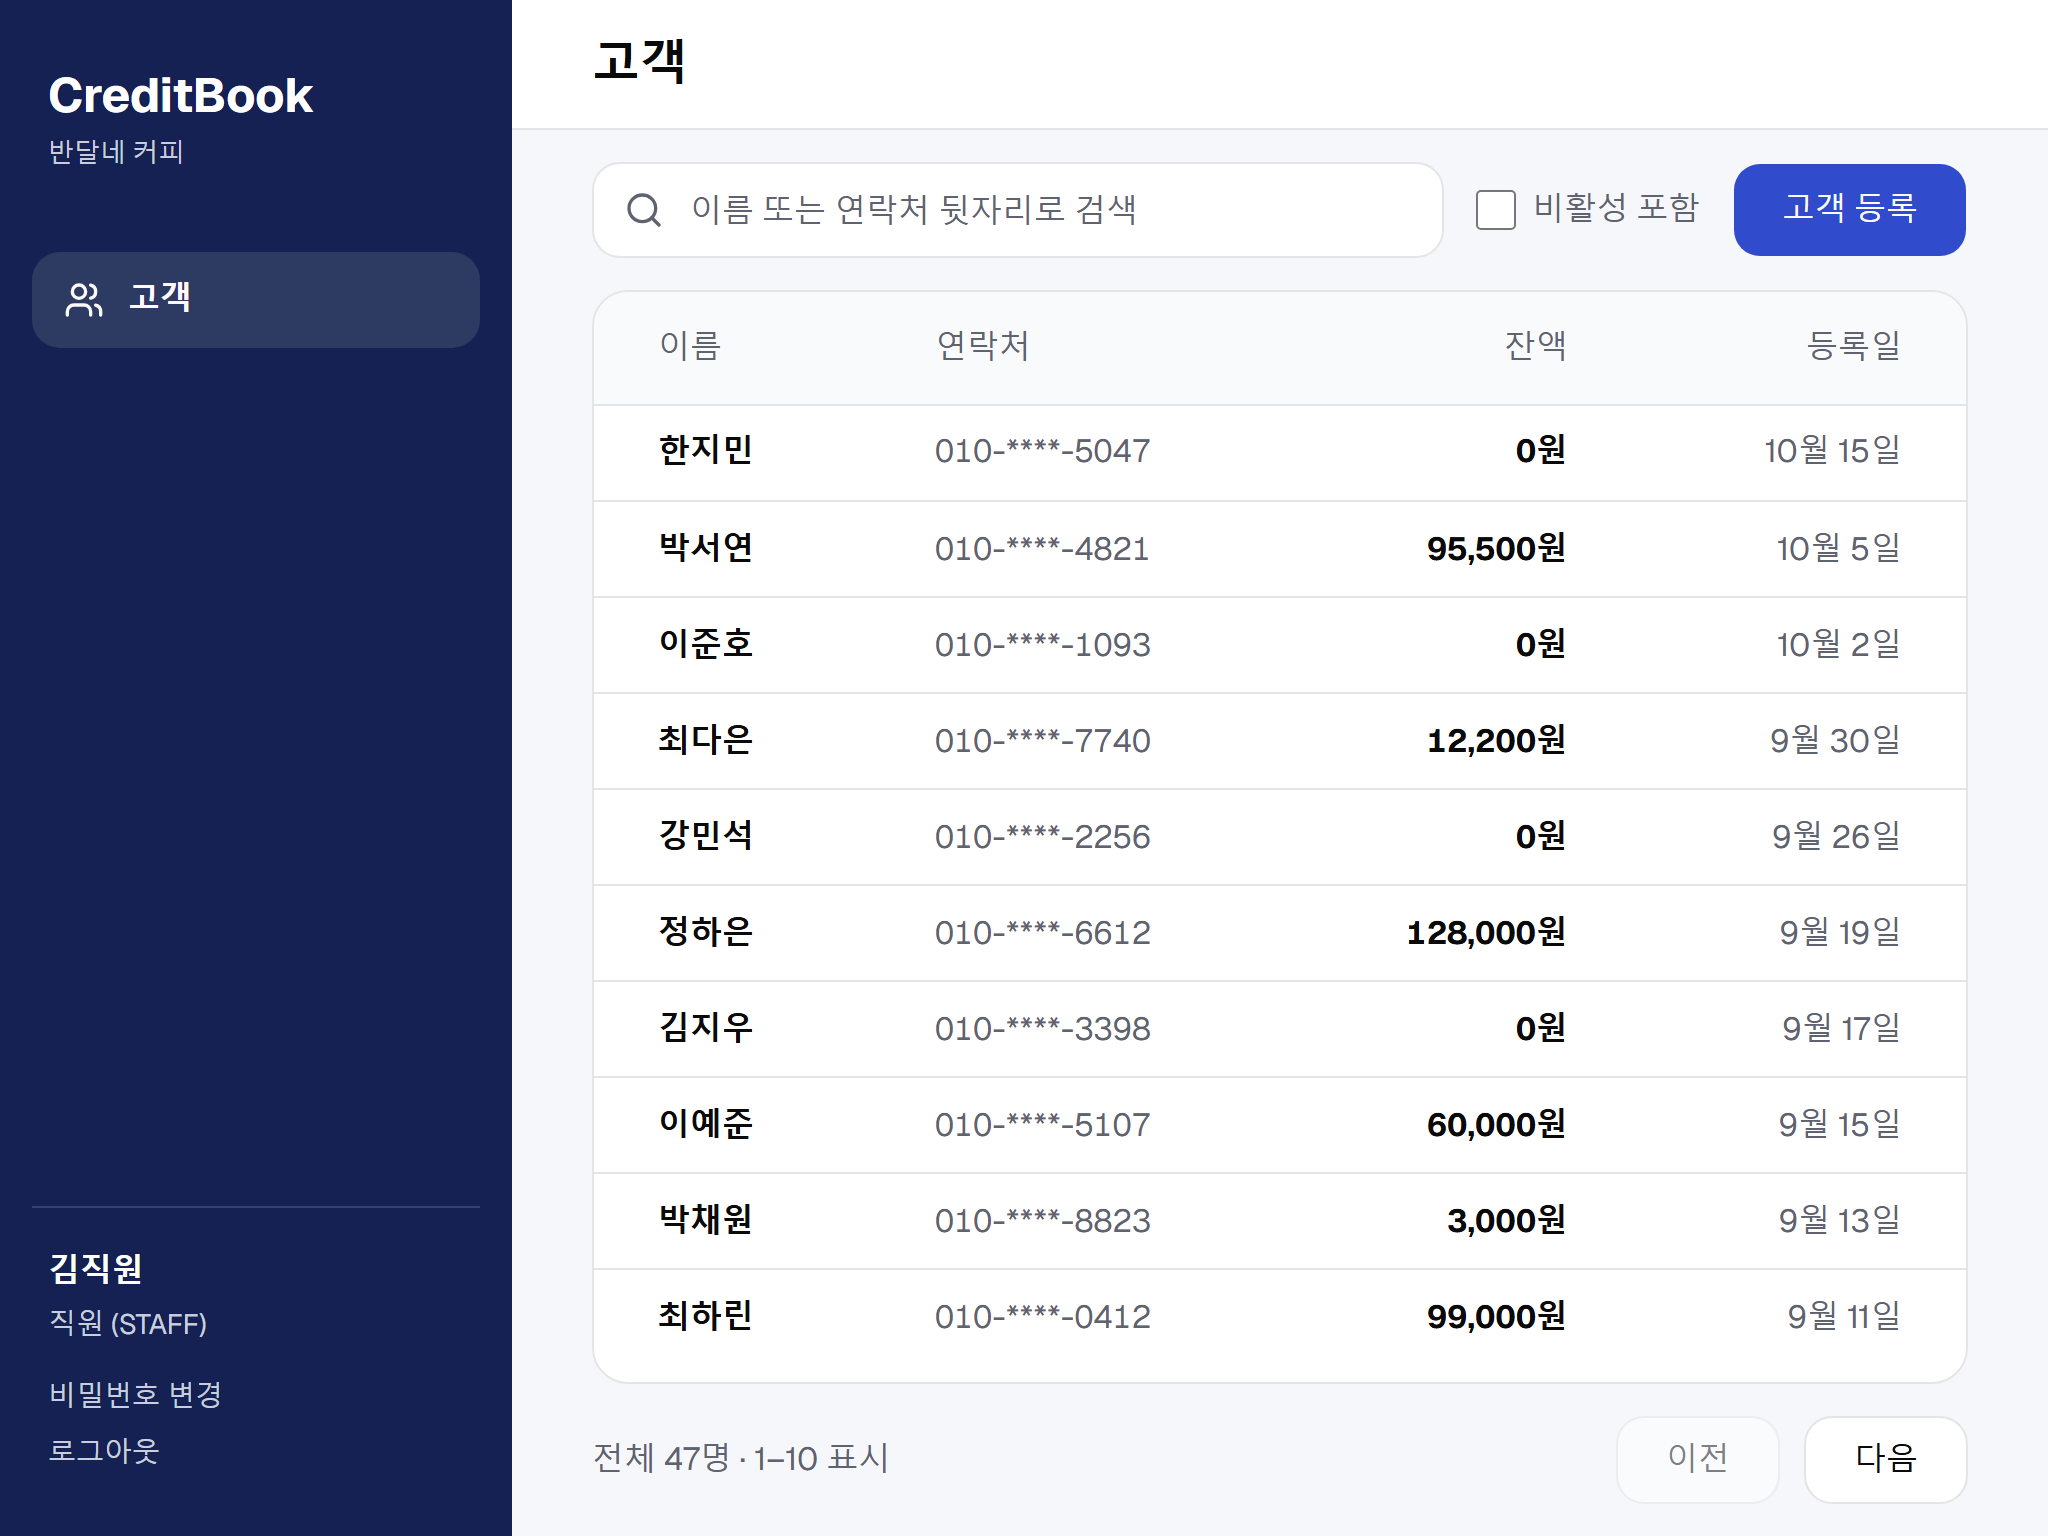 CreditBook
반달네 커피
고객
김직원
직원 (STAFF)
비밀번호 변경
로그아웃
고객
이름 또는 연락처 뒷자리로 검색
비활성 포함
고객 등록
이름 연락처 잔액 등록일
한지민 010-****-5047 0원 10월 15일
박서연 010-****-4821 95,500원 10월 5일
이준호 010-****-1093 0원 10월 2일
최다은 010-****-7740 12,200원 9월 30일
강민석 010-****-2256 0원 9월 26일
정하은 010-****-6612 128,000원 9월 19일
김지우 010-****-3398 0원 9월 17일
이예준 010-****-5107 60,000원 9월 15일
박채원 010-****-8823 3,000원 9월 13일
최하린 010-****-0412 99,000원 9월 11일
전체 47명 · 1–10 표시
이전
다음